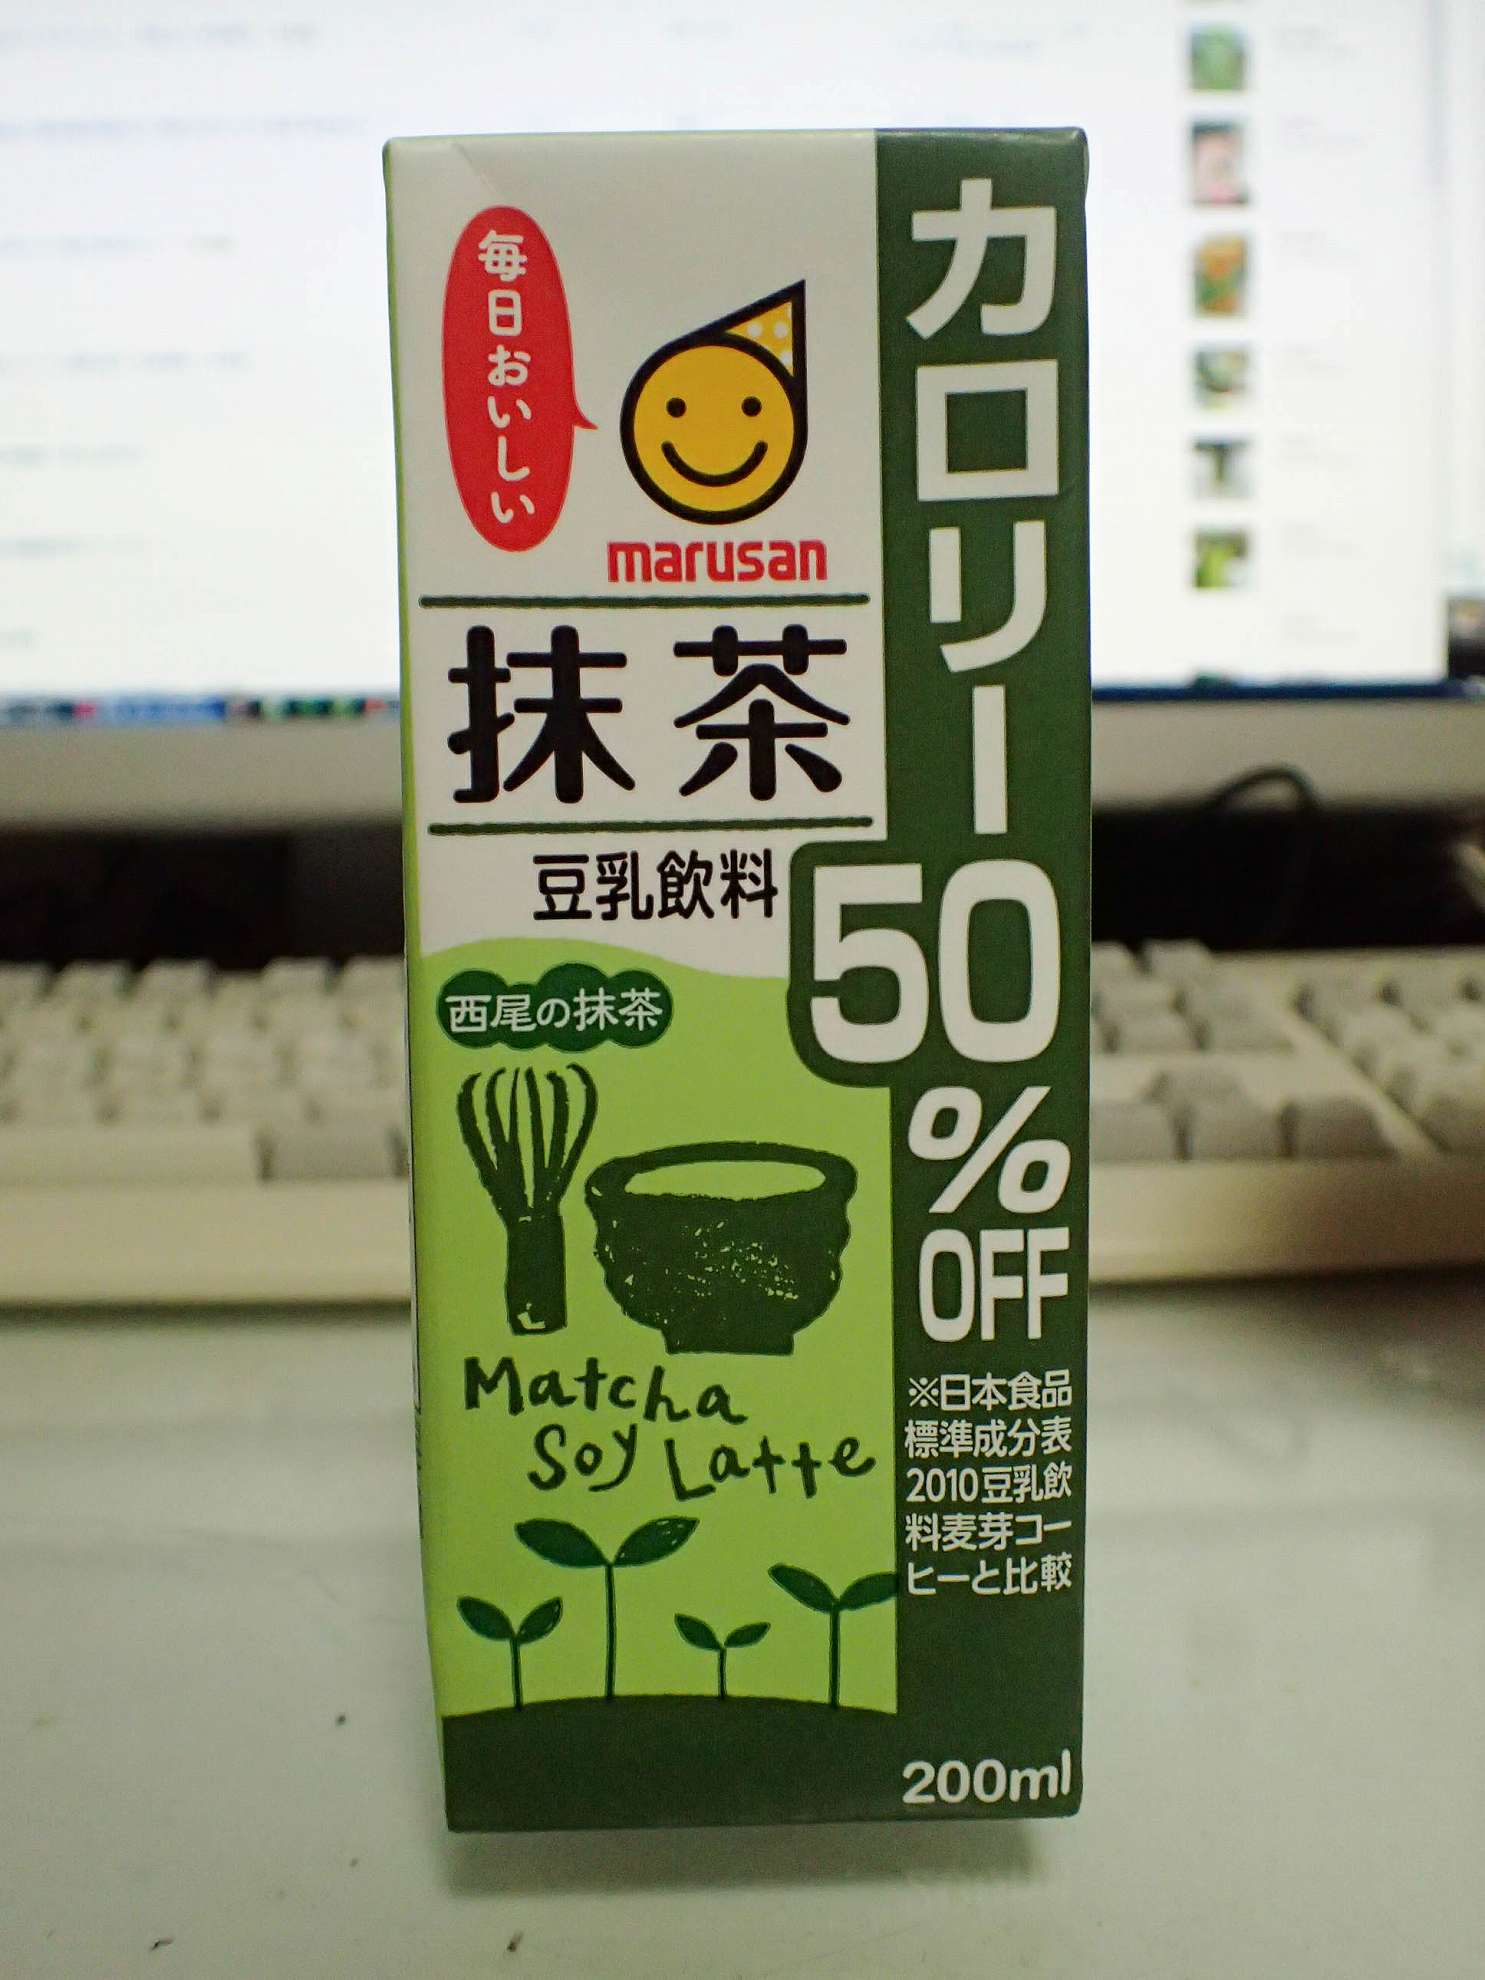 毎日おいしい
marusan
抹茶
豆乳飲料
西尾の抹茶
Matcha
Soy Latte
カロリー
50
%
OFF
※日本食品
標準成分表
2010豆乳飲
料麦芽コー
ヒーと比較
200ml